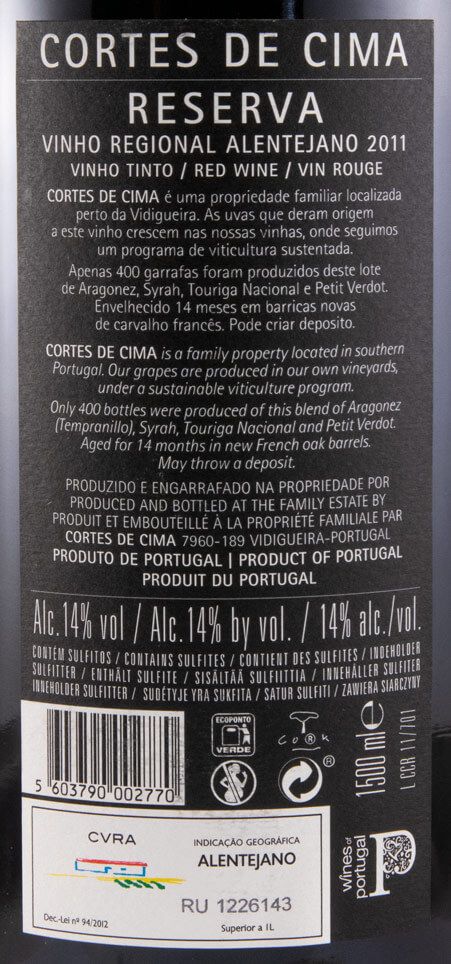 CORTES DE CIMA
RESERVA
VINHO REGIONAL ALENTEJANO 2011
VINHO TINTO / RED WINE / VIN ROUGE
CORTES DE CIMA é uma propriedade familiar localizada
perto da Vidigueira. As uvas que deram origem
a este vinho crescem nas nossas vinhas, onde seguimos
um programa de viticultura sustentada.
Apenas 400 garrafas foram produzidos deste lote
de Aragonez, Syrah, Touriga Nacional e Petit Verdot.
Envelhecido 14 meses em barricas novas
de carvalho francês. Pode criar deposito.
CORTES DE CIMA is a family property located in southern
Portugal. Our grapes are produced in our own vineyards,
under a sustainable viticulture program.
Only 400 bottles were produced of this blend of Aragonez
(Tempranillo), Syrah, Touriga Nacional and Petit Verdot.
Aged for 14 months in new French oak barrels.
May throw a deposit.
PRODUZIDO E ENGARRAFADO NA PROPRIEDADE POR
PRODUCED AND BOTTLED AT THE FAMILY ESTATE BY
PRODUIT ET EMBOUTEILLÉ À LA PROPRIÉTÉ FAMILIALE PAR
CORTES DE CIMA 7960-189 VIDIGUEIRA-PORTUGAL
PRODUTO DE PORTUGAL | PRODUCT OF PORTUGAL
PRODUIT DU PORTUGAL
Alc. 14% vol / Alc. 14% by vol. / 14% alc./vol.
CONTÉM SULFITOS / CONTAINS SULFITES / CONTIENT DES SULFITES / INDEHOLDER
SULFITTER / ENTHÄLT SULFITE / SISÄLTÄÄ SULFIITTIA / INNEHÅLLER SULFITER
INNEHOLDER SULFITTER / SUDĖTYJE YRA SUKFITA / SATUR SULFITI / ZAWIERA SIARCZYNY
5 603790 002770
ECOPONTO
VERDE
CORK
®
1500 ml e
L CCR 11/101
CVRA
Dec.-Lei nº 94/2012
INDICAÇÃO GEOGRÁFICA
ALENTEJANO
RU 1226143
Superior a 1L
wines of
portugal
P